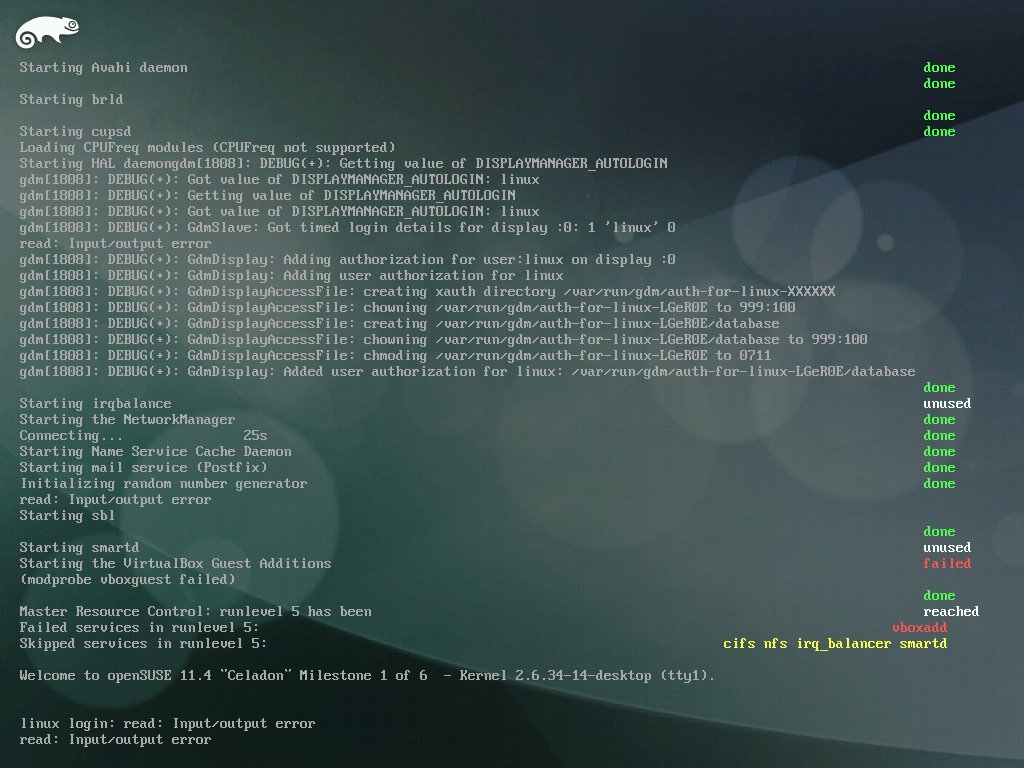 Starting Avahi daemon done
done
Starting brld
done
Starting cupsd done
Loading CPUFreq modules (CPUFreq not supported)
Starting HAL daemongdm[1808]: DEBUG(+): Getting value of DISPLAYMANAGER_AUTOLOGIN
gdm[1808]: DEBUG(+): Got value of DISPLAYMANAGER_AUTOLOGIN: linux
gdm[1808]: DEBUG(+): Getting value of DISPLAYMANAGER_AUTOLOGIN
gdm[1808]: DEBUG(+): Got value of DISPLAYMANAGER_AUTOLOGIN: linux
gdm[1808]: DEBUG(+): GdmSlave: Got timed login details for display :0: 1 'linux' 0
read: Input/output error
gdm[1808]: DEBUG(+): GdmDisplay: Adding authorization for user:linux on display :0
gdm[1808]: DEBUG(+): GdmDisplay: Adding user authorization for linux
gdm[1808]: DEBUG(+): GdmDisplayAccessFile: creating xauth directory /var/run/gdm/auth-for-linux-XXXXXX
gdm[1808]: DEBUG(+): GdmDisplayAccessFile: chowning /var/run/gdm/auth-for-linux-LGeR0E to 999:100
gdm[1808]: DEBUG(+): GdmDisplayAccessFile: creating /var/run/gdm/auth-for-linux-LGeR0E/database
gdm[1808]: DEBUG(+): GdmDisplayAccessFile: chowning /var/run/gdm/auth-for-linux-LGeR0E/database to 999:100
gdm[1808]: DEBUG(+): GdmDisplayAccessFile: chmoding /var/run/gdm/auth-for-linux-LGeR0E to 0711
gdm[1808]: DEBUG(+): GdmDisplay: Added user authorization for linux: /var/run/gdm/auth-for-linux-LGeR0E/database
done
Starting irqbalance unused
Starting the NetworkManager done
Connecting... 25s done
Starting Name Service Cache Daemon done
Starting mail service (Postfix) done
Initializing random number generator done
read: Input/output error
Starting sbl
done
Starting smartd unused
Starting the VirtualBox Guest Additions failed
(modprobe vboxguest failed)
done
Master Resource Control: runlevel 5 has been reached
Failed services in runlevel 5: vboxadd
Skipped services in runlevel 5: cifs nfs irq_balancer smartd
Welcome to openSUSE 11.4 "Celadon" Milestone 1 of 6 - Kernel 2.6.34-14-desktop (tty1).
linux login: read: Input/output error
read: Input/output error